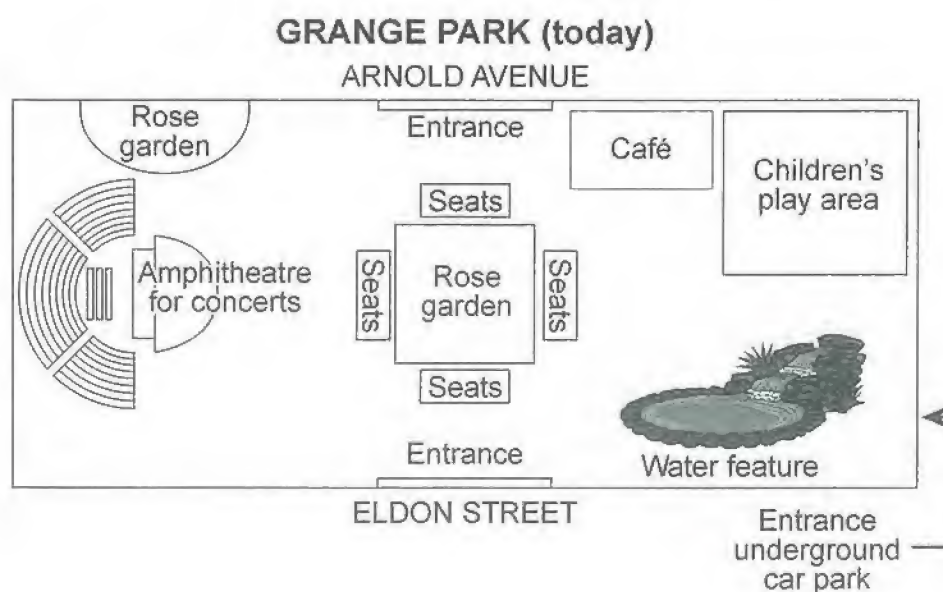 GRANGE PARK (today)
ARNOLD AVENUE
Rose
garden
Entrance
Café
Children's
play area
Seats
Amphitheatre
for concerts
Seats
Rose
garden
Seats
Seats
Entrance
Water feature
ELDON STREET
Entrance
underground
car park